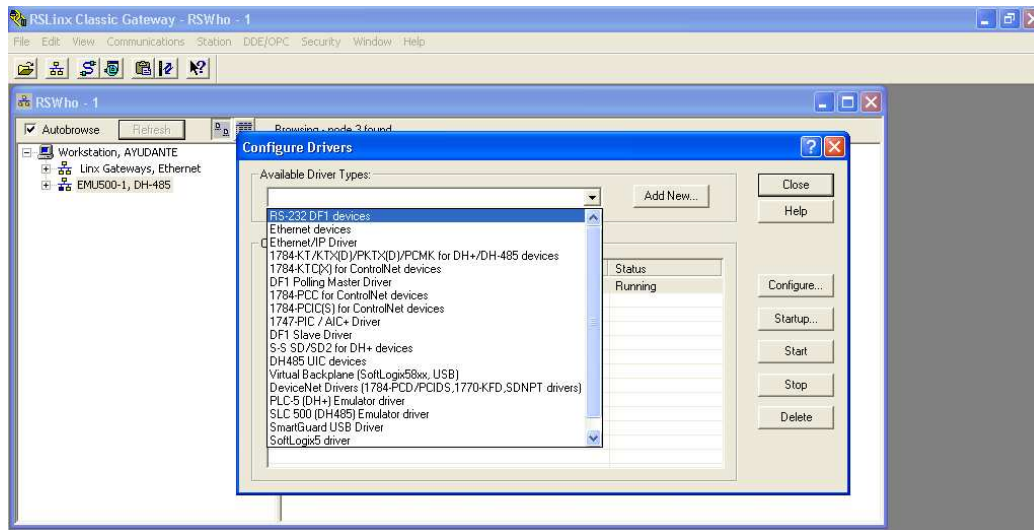 RSLinx Classic Gateway - RSWho - 1
File Edit View Communications Station DDE/OPC Security Window Help
RSWho - 1
Autobrowse Refresh Browsing - node 3 found
Workstation, AYUDANTE
Linx Gateways, Ethernet
EMU500-1, DH-485
Configure Drivers
Available Driver Types:
Add New...
Close
Help
RS-232 DF1 devices
Ethernet devices
Ethernet/IP Driver
1784-KT/KTX(D)/PKTX(D)/PCMK for DH+/DH-485 devices
1784-KTC(X) for ControlNet devices
DF1 Polling Master Driver
1784-PCC for ControlNet devices
1784-PCIC(S) for ControlNet devices
1747-PIC / AIC+ Driver
DF1 Slave Driver
S-S SD/SD2 for DH+ devices
DH485 UIC devices
Virtual Backplane (SoftLogix58xx, USB)
DeviceNet Drivers (1784-PCD/PCIDS,1770-KFD,SDNPT drivers)
PLC-5 (DH+) Emulator driver
SLC 500 (DH485) Emulator driver
SmartGuard USB Driver
SoftLogix5 driver
Status
Running
Configure...
Startup...
Start
Stop
Delete